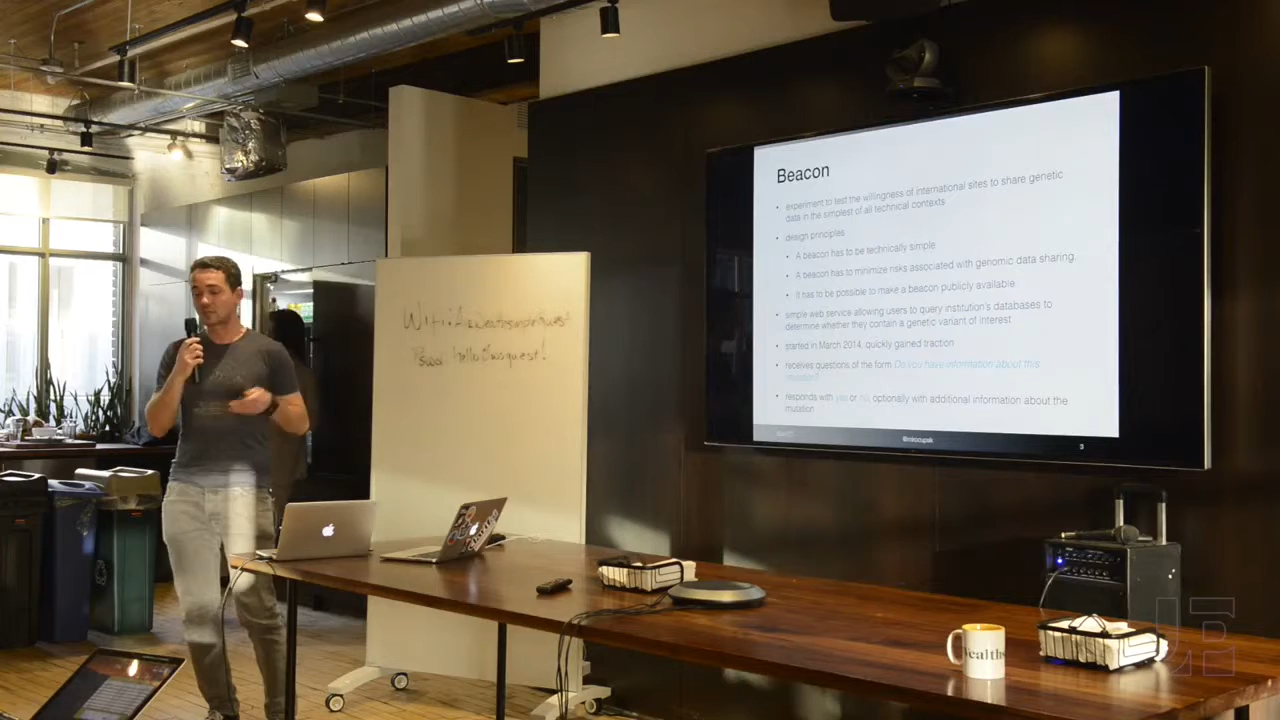 Beacon
• experiment to test the willingness of international sites to share genetic
data in the simplest of all technical contexts
• design principles
• A beacon has to be technically simple
• A beacon has to minimize risks associated with genomic data sharing
• It has to be possible to make a beacon publicly available
• simple web service allowing users to query institution's databases to
determine whether they contain a genetic variant of interest
• started in March 2014, quickly gained traction
• receives questions of the form Do you have information about this
mutation?
• responds with yes or no optionally with additional information about the
mutation
@mirocupak
3